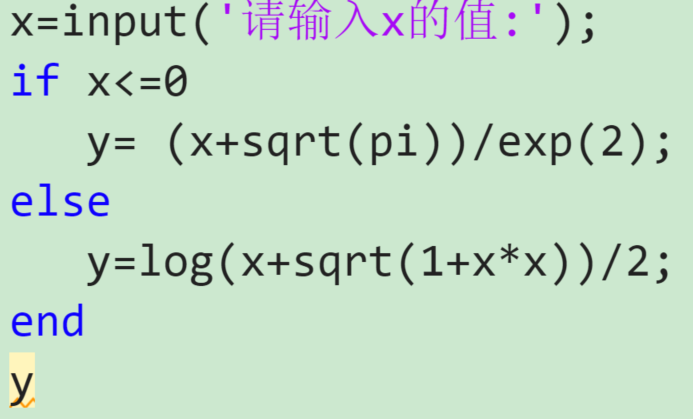 x=input('请输入x的值:');
if x<=0
   y= (x+sqrt(pi))/exp(2);
else
   y=log(x+sqrt(1+x*x))/2;
end
y